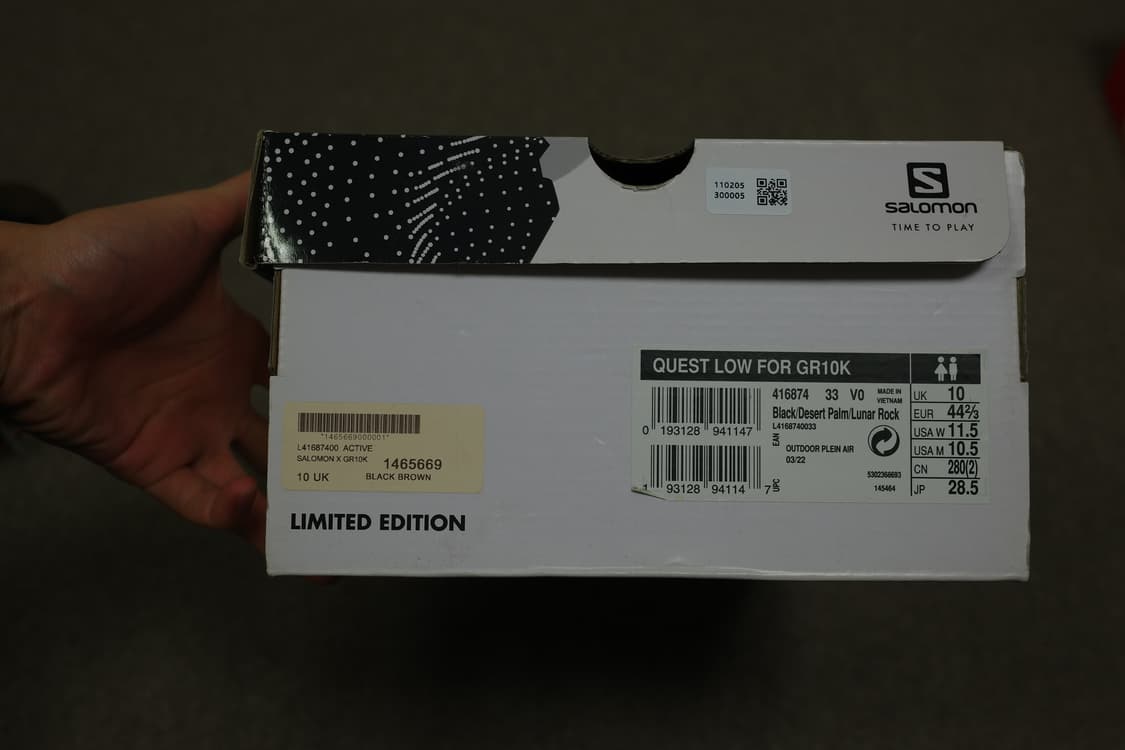 110205
300005
S
SALOMON
TIME TO PLAY
QUEST LOW FOR GR10K
416874 33 V0 MADE IN VIETNAM
Black/Desert Palm/Lunar Rock
L4168740033
0 193128 941147
EAN
OUTDOOR PLEIN AIR
03/22
5302366693
145464
1 93128 94114 7
UPC
UK 10
EUR 44⅔
USA W 11.5
USA M 10.5
CN 280(2)
JP 28.5
*1465669000001*
L41687400 ACTIVE
SALOMON X GR10K 1465669
10 UK BLACK BROWN
LIMITED EDITION